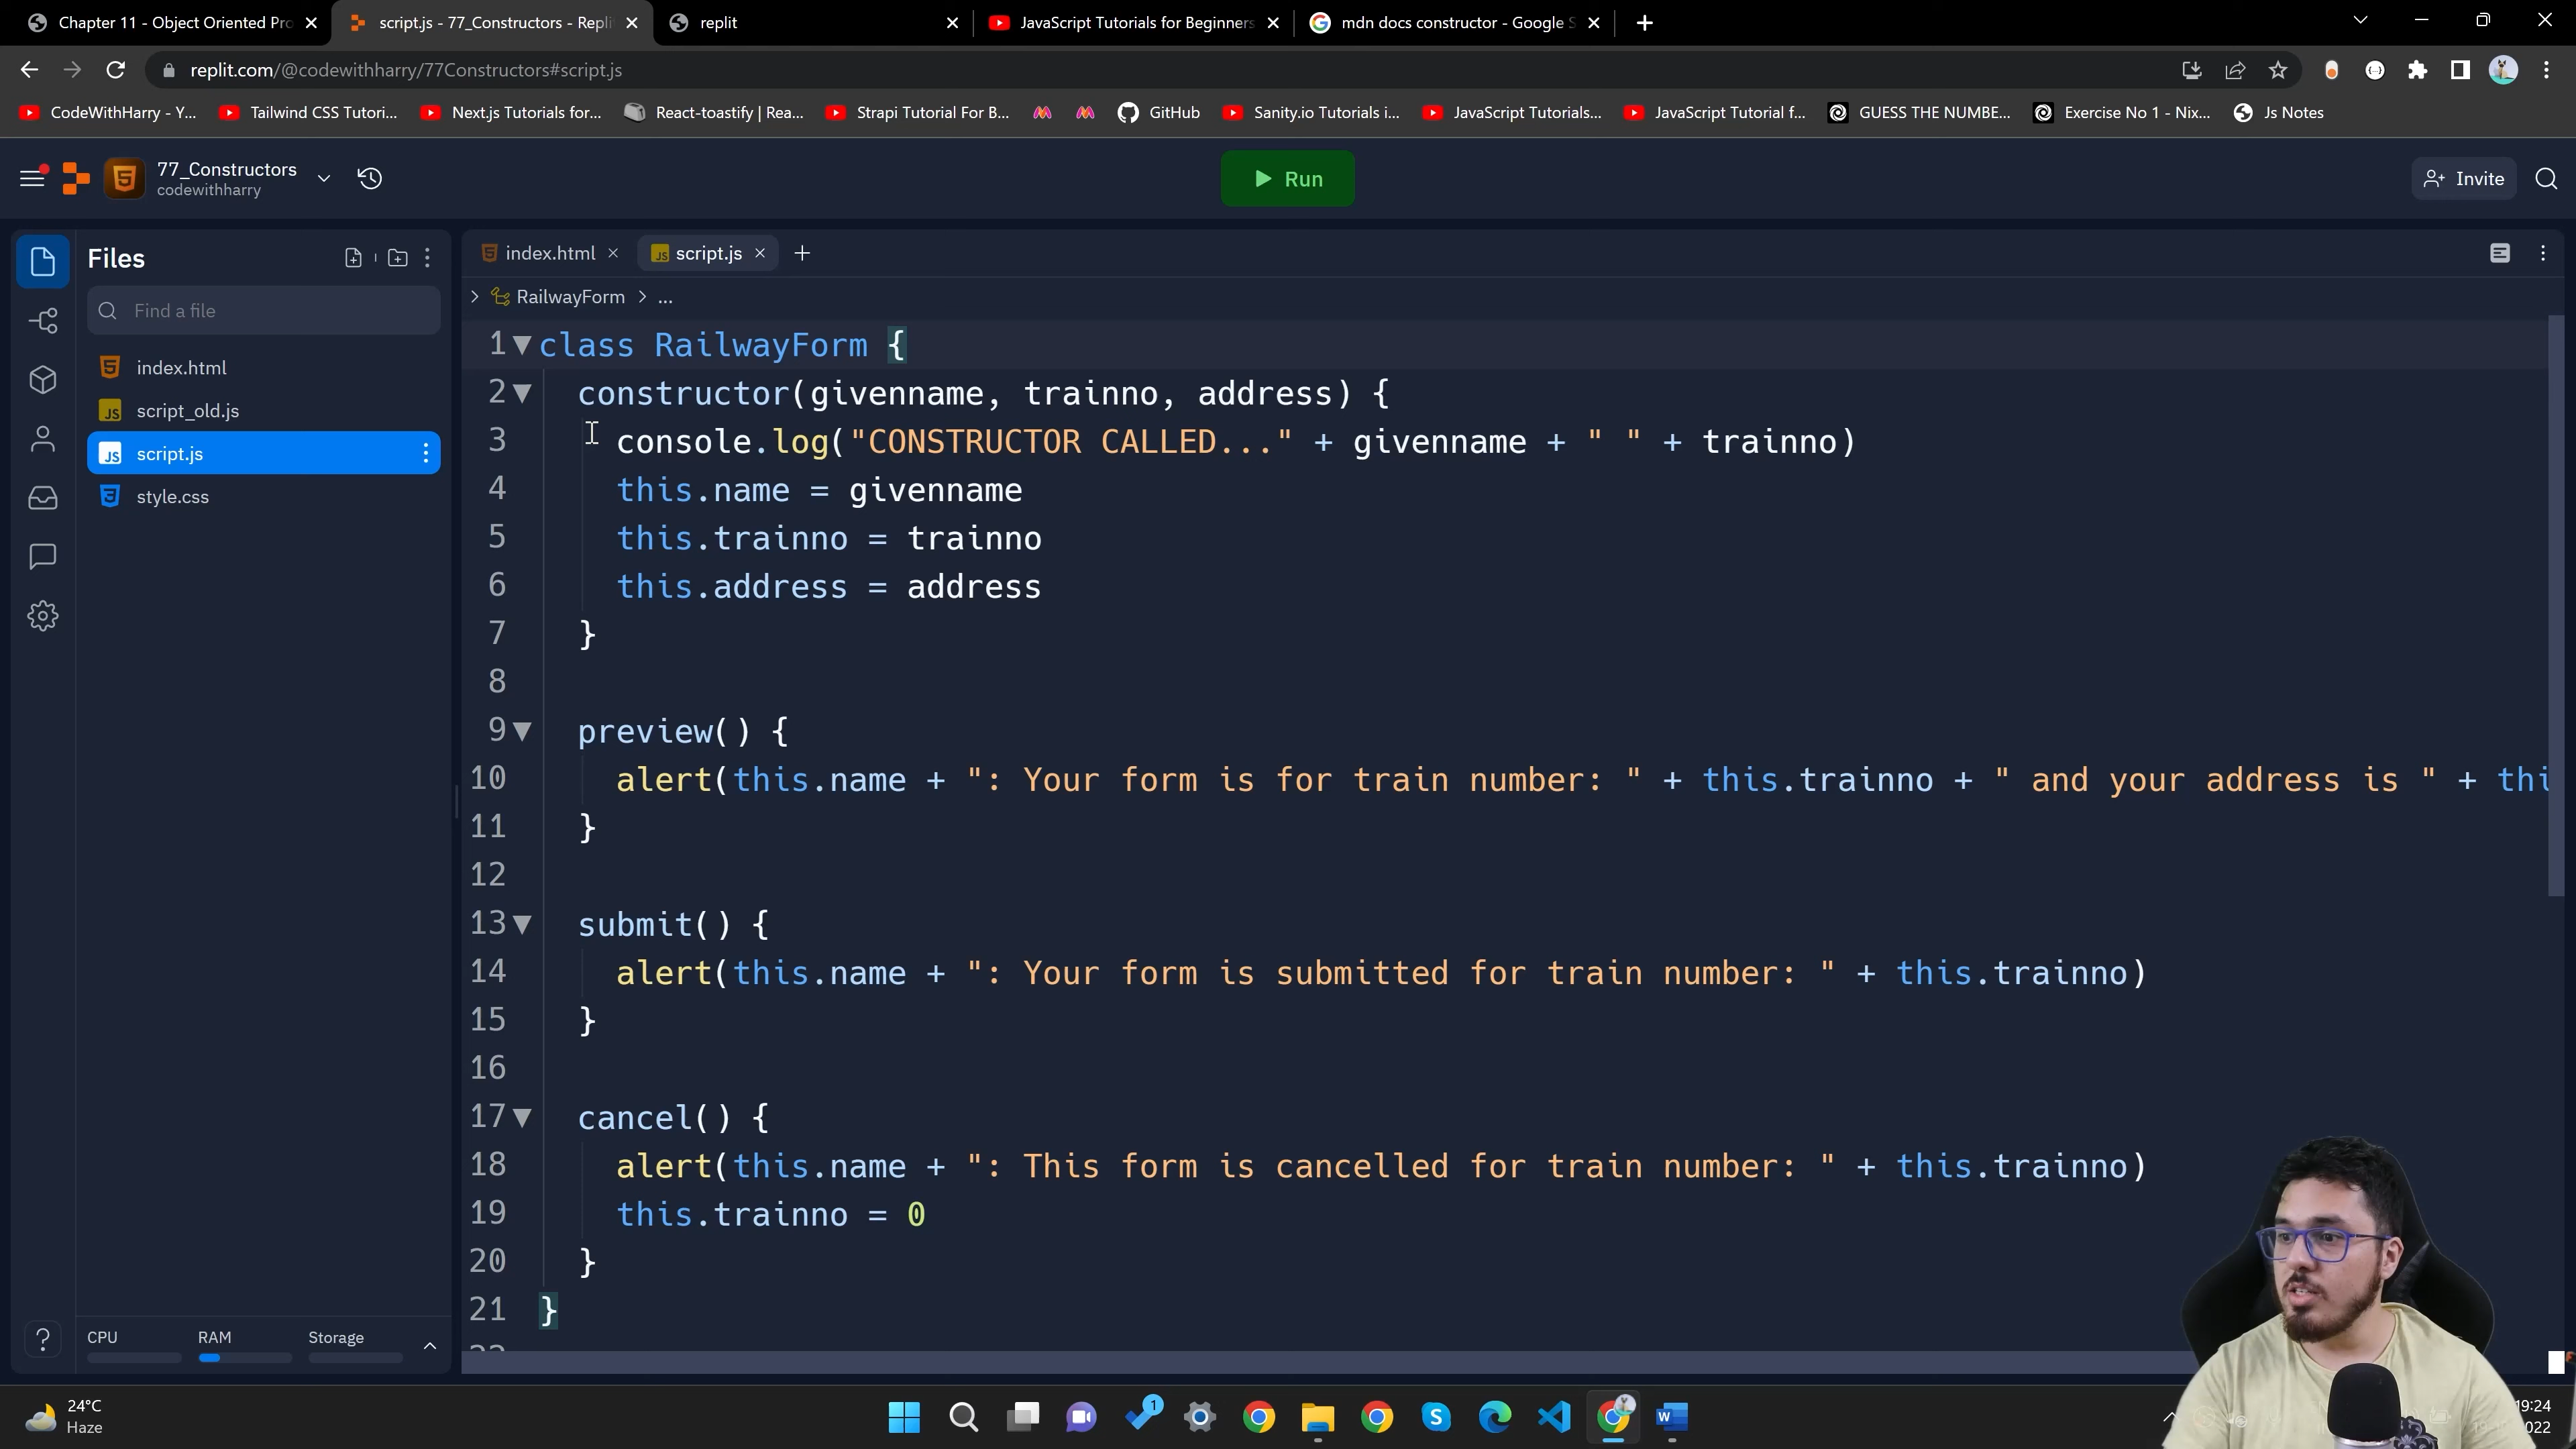 Chapter 11 - Object Oriented Pro
script.js - 77_Constructors - Repli
replit
JavaScript Tutorials for Beginners
mdn docs constructor - Google S
replit.com/@codewithharry/77Constructors#script.js
CodeWithHarry - Y...
Tailwind CSS Tutori...
Next.js Tutorials for...
React-toastify | Rea...
Strapi Tutorial For B...
GitHub
Sanity.io Tutorials i...
JavaScript Tutorials...
JavaScript Tutorial f...
GUESS THE NUMBE...
Exercise No 1 - Nix...
Js Notes
77_Constructors
codewithharry
Run
Invite
Files
Find a file
index.html
script_old.js
script.js
style.css
CPU
RAM
Storage
index.html
script.js
RailwayForm > ...
1 class RailwayForm {
2 constructor(givenname, trainno, address) {
3 console.log("CONSTRUCTOR CALLED..." + givenname + " " + trainno)
4 this.name = givenname
5 this.trainno = trainno
6 this.address = address
7 }
8
9 preview() {
10 alert(this.name + ": Your form is for train number: " + this.trainno + " and your address is " + thi
11 }
12
13 submit() {
14 alert(this.name + ": Your form is submitted for train number: " + this.trainno)
15 }
16
17 cancel() {
18 alert(this.name + ": This form is cancelled for train number: " + this.trainno)
19 this.trainno = 0
20 }
21 }
24°C
Haze
1
19:24